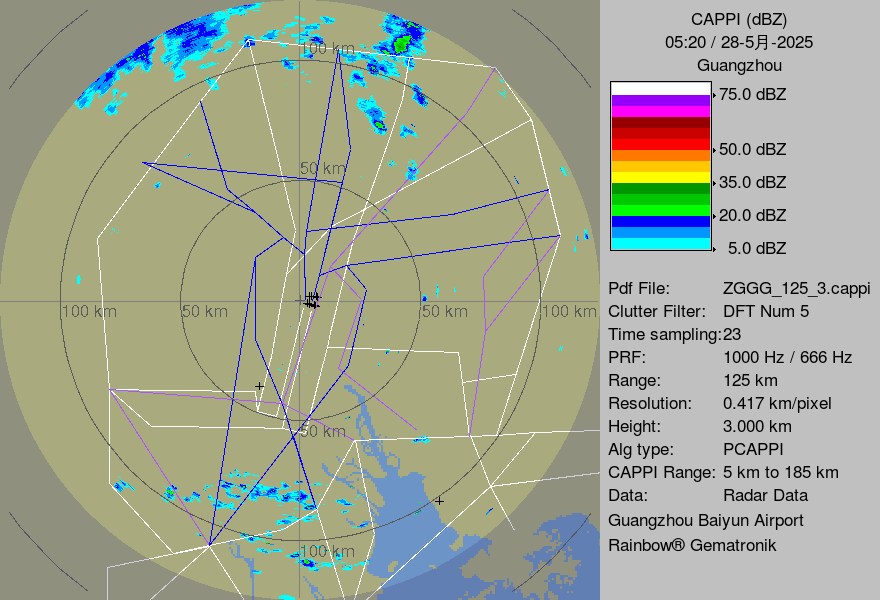 CAPPI (dBZ)
05:20 / 28-5月-2025
Guangzhou
75.0 dBZ
50.0 dBZ
35.0 dBZ
20.0 dBZ
5.0 dBZ
Pdf File: ZGGG_125_3.cappi
Clutter Filter: DFT Num 5
Time sampling:23
PRF: 1000 Hz / 666 Hz
Range: 125 km
Resolution: 0.417 km/pixel
Height: 3.000 km
Alg type: PCAPPI
CAPPI Range: 5 km to 185 km
Data: Radar Data
Guangzhou Baiyun Airport
Rainbow® Gematronik
100 km
50 km
100 km
50 km
50 km
100 km
50 km
100 km